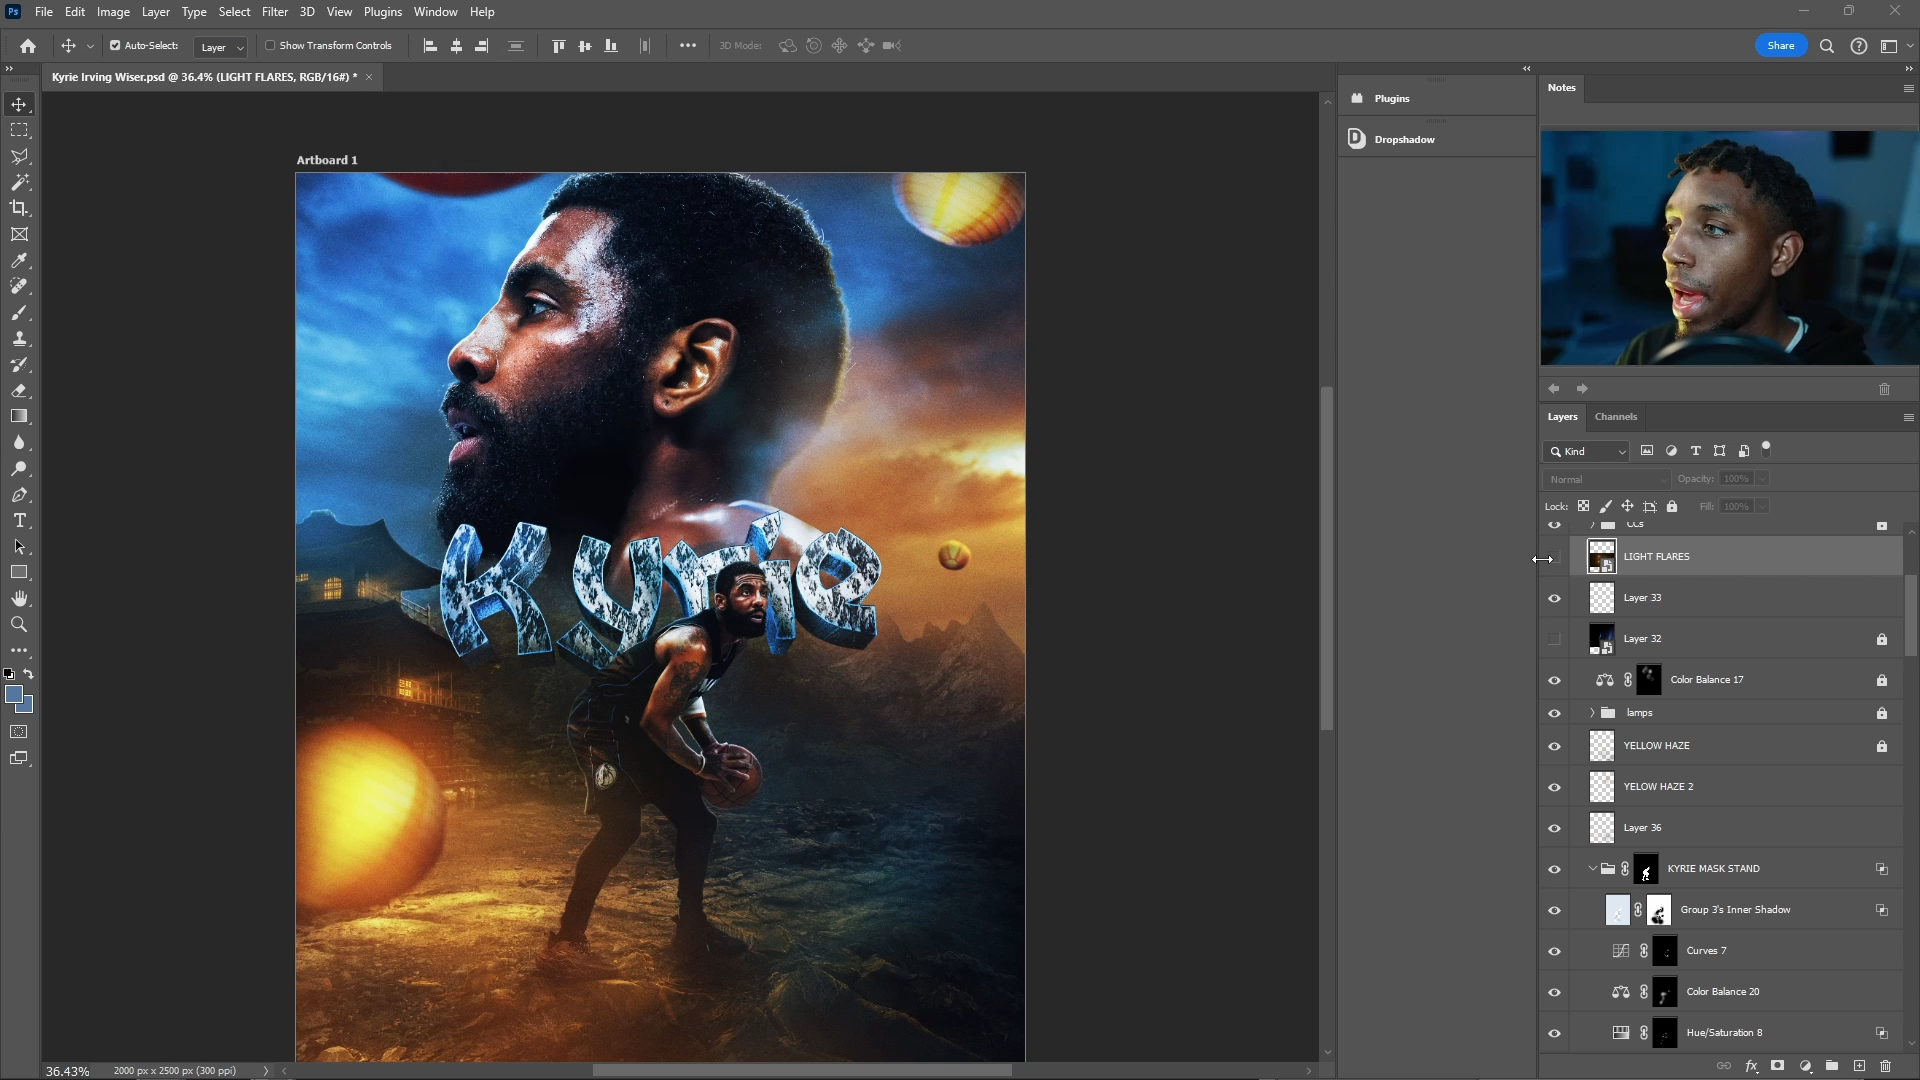 Ps File Edit Image Layer Type Select Filter 3D View Plugins Window Help
Auto-Select: Layer Show Transform Controls ••• 3D Mode: Share
Kyrie Irving Wiser.psd @ 36.4% (LIGHT FLARES, RGB/16#) * ×
Plugins
Dropshadow
Notes
Artboard 1
Kyrie
Layers Channels
Kind
Normal Opacity: 100%
Lock: Fill: 100%
CCs
LIGHT FLARES
Layer 33
Layer 32
Color Balance 17
lamps
YELLOW HAZE
YELOW HAZE 2
Layer 36
KYRIE MASK STAND
Group 3's Inner Shadow
Curves 7
Color Balance 20
Hue/Saturation 8
36.43% 2000 px x 2500 px (300 ppi)
fx